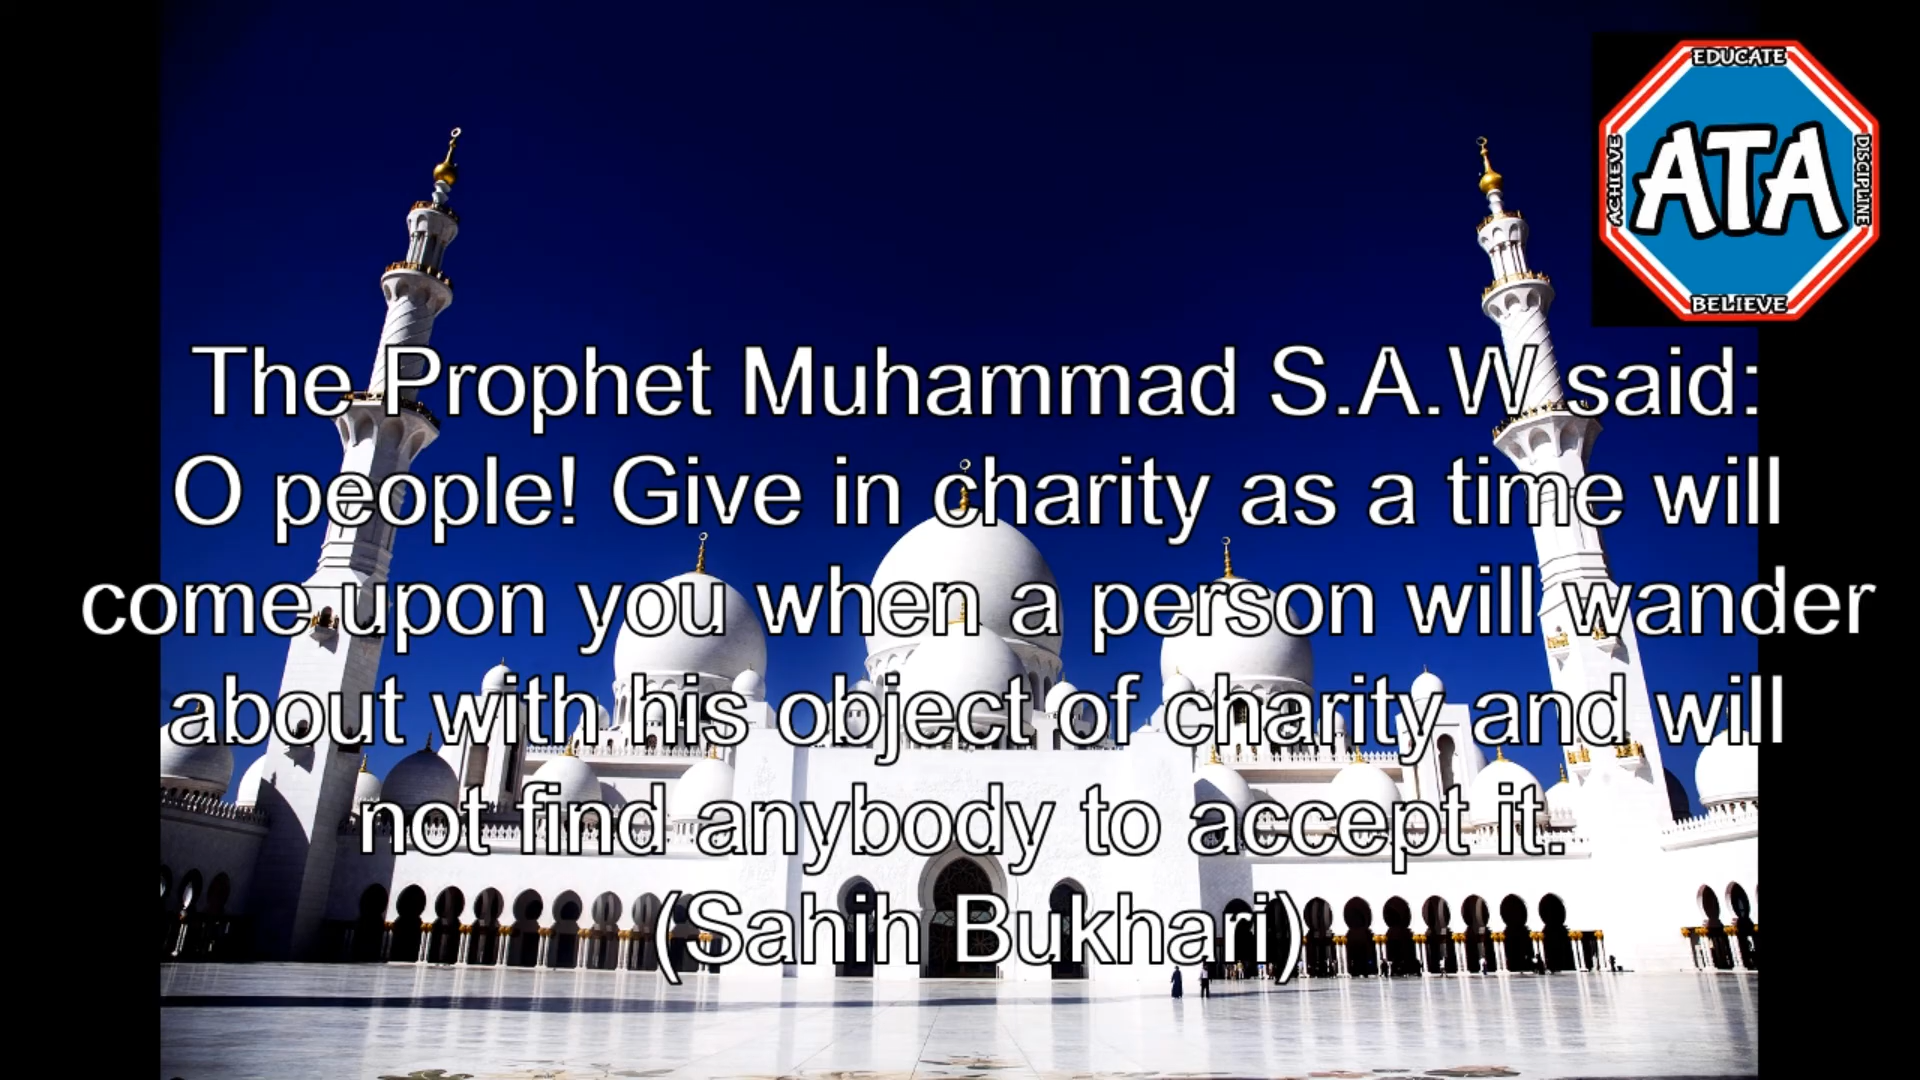 EDUCATE
ACHIEVE
ATA
DISCIPLINE
BELIEVE
The Prophet Muhammad S.A.W said:
O people! Give in charity as a time will
come upon you when a person will wander
about with his object of charity and will
not find anybody to accept it.
(Sahih Bukhari)